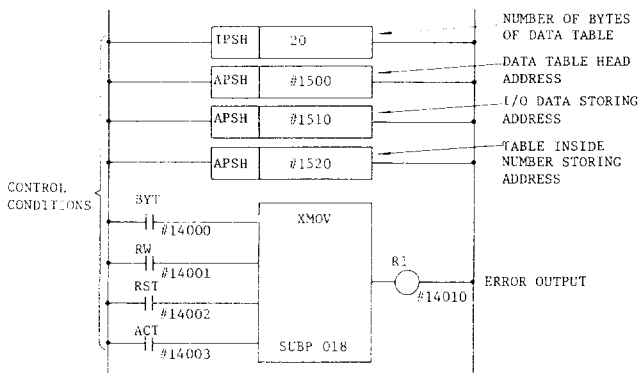 IPSH 20
NUMBER OF BYTES
OF DATA TABLE
APSH #1500
DATA TABLE HEAD
ADDRESS
APSH #1510
I/O DATA STORING
ADDRESS
APSH #1520
TABLE INSIDE
NUMBER STORING
ADDRESS
CONTROL
CONDITIONS
BYT
#14000
XMOV
RW
#14001
R1
#14010
ERROR OUTPUT
RST
#14002
ACT
#14003
SUBP 018